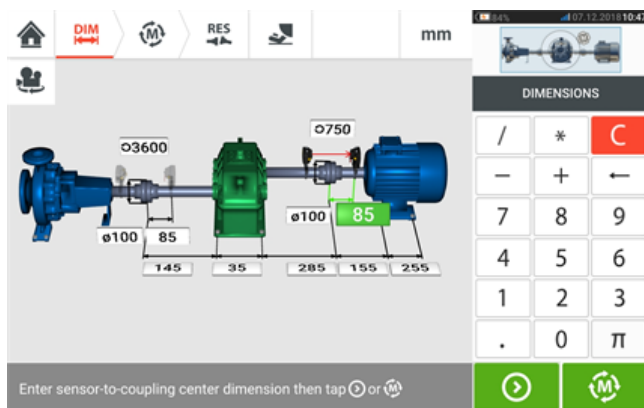 DIM
M
RES
mm
84%
07.12.2018 10:47
DIMENSIONS
3600
750
ø100
85
ø100
85
145
35
285
155
255
/
*
C
−
+
←
7
8
9
4
5
6
1
2
3
.
0
π
Enter sensor-to-coupling center dimension then tap or M
M